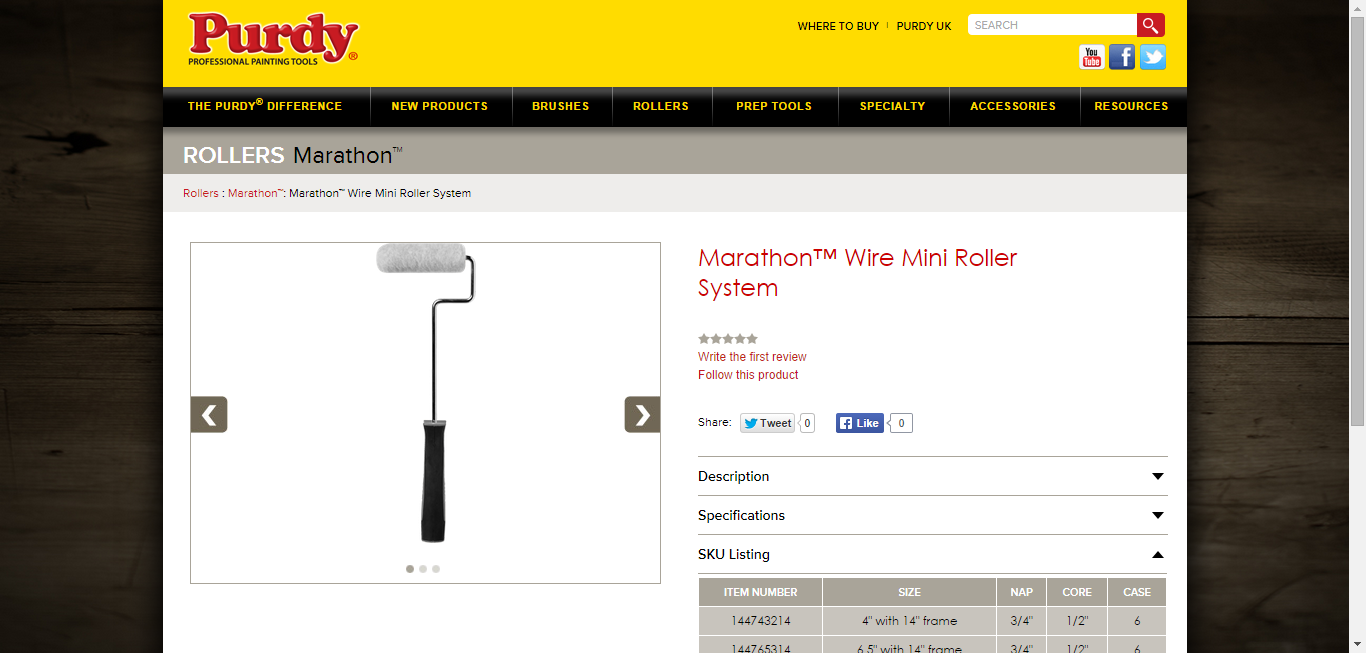 Purdy®
PROFESSIONAL PAINTING TOOLS
WHERE TO BUY
PURDY UK
SEARCH
You Tube
f
THE PURDY® DIFFERENCE
NEW PRODUCTS
BRUSHES
ROLLERS
PREP TOOLS
SPECIALTY
ACCESSORIES
RESOURCES
ROLLERS Marathon™
Rollers : Marathon™: Marathon™ Wire Mini Roller System
Marathon™ Wire Mini Roller
System
Write the first review
Follow this product
Share: Tweet 0 Like 0
Description
Specifications
SKU Listing
ITEM NUMBER SIZE NAP CORE CASE
144743214 4" with 14" frame 3/4" 1/2" 6
144765314 6.5" with 14" frame 3/4" 1/2" 6